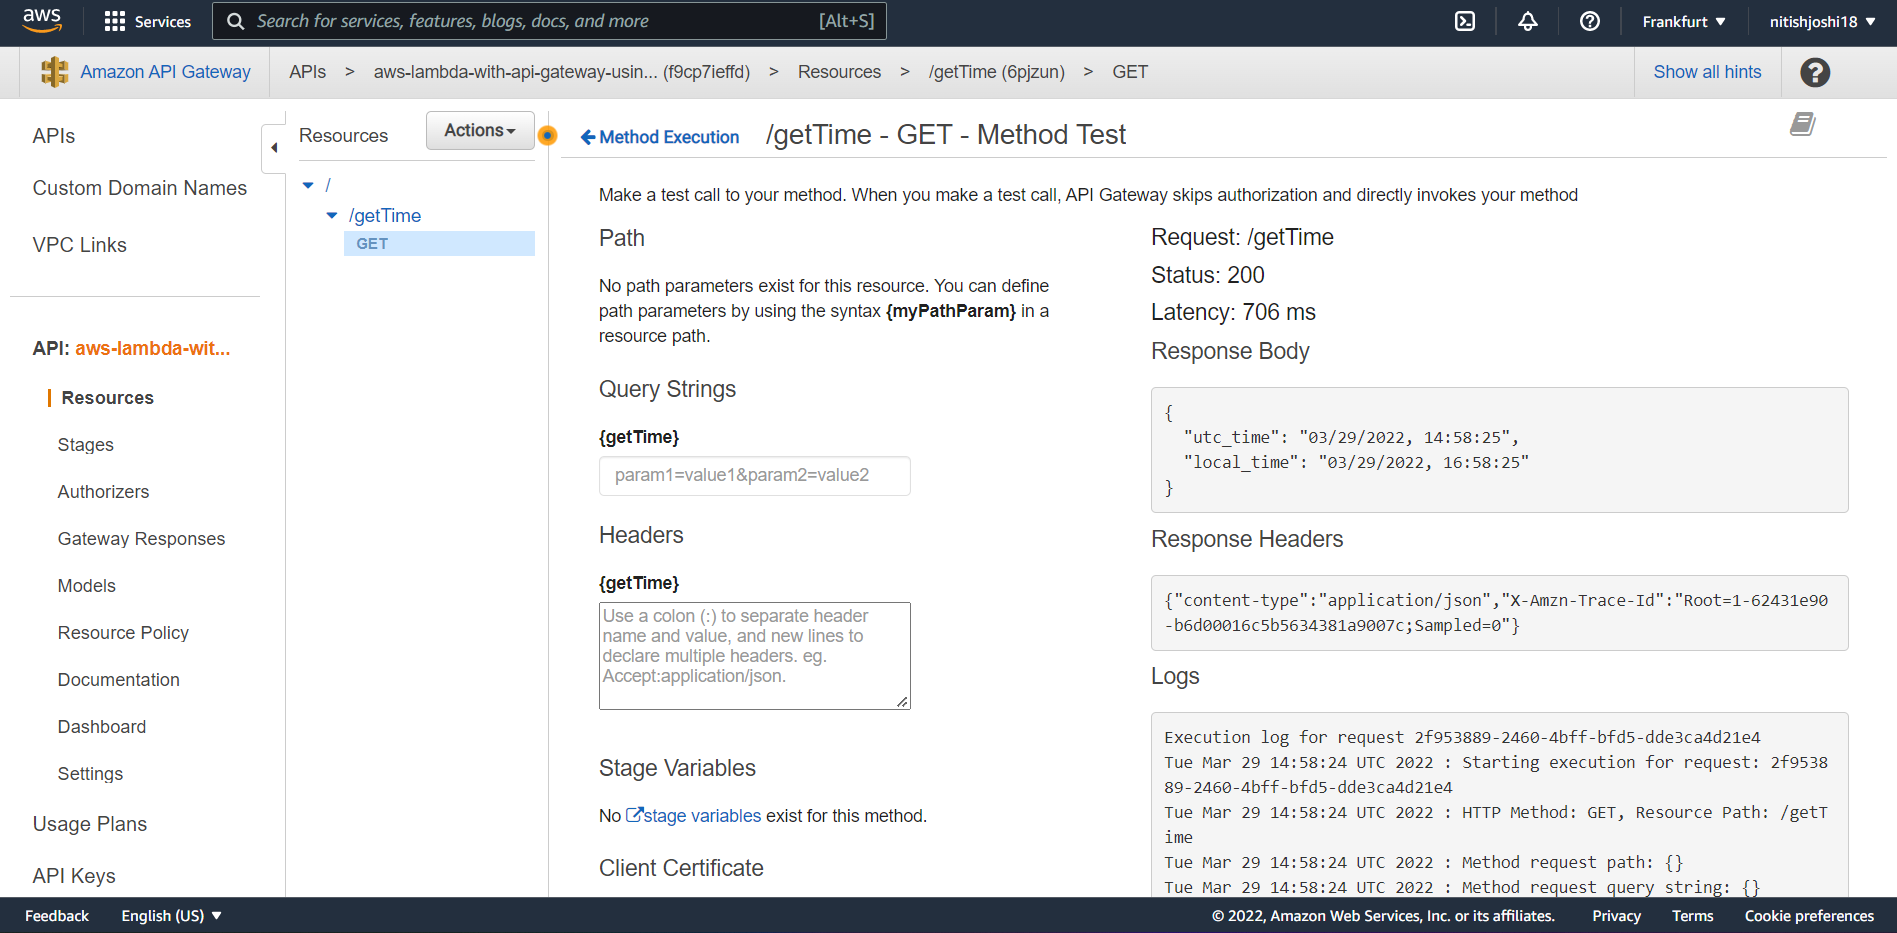 aws
Services
Search for services, features, blogs, docs, and more [Alt+S]
Frankfurt ▼
nitishjoshi18 ▼
Amazon API Gateway
APIs > aws-lambda-with-api-gateway-usin... (f9cp7ieffd) > Resources > /getTime (6pjzun) > GET
Show all hints
APIs
Custom Domain Names
VPC Links
API: aws-lambda-wit...
Resources
Stages
Authorizers
Gateway Responses
Models
Resource Policy
Documentation
Dashboard
Settings
Usage Plans
API Keys
Resources
Actions
/
/getTime
GET
Method Execution
/getTime - GET - Method Test
Make a test call to your method. When you make a test call, API Gateway skips authorization and directly invokes your method
Path
No path parameters exist for this resource. You can define
path parameters by using the syntax {myPathParam} in a
resource path.
Query Strings
{getTime}
param1=value1&param2=value2
Headers
{getTime}
Use a colon (:) to separate header
name and value, and new lines to
declare multiple headers. eg.
Accept:application/json.
Stage Variables
No stage variables exist for this method.
Client Certificate
Request: /getTime
Status: 200
Latency: 706 ms
Response Body
{
"utc_time": "03/29/2022, 14:58:25",
"local_time": "03/29/2022, 16:58:25"
}
Response Headers
{"content-type":"application/json","X-Amzn-Trace-Id":"Root=1-62431e90
-b6d00016c5b5634381a9007c;Sampled=0"}
Logs
Execution log for request 2f953889-2460-4bff-bfd5-dde3ca4d21e4
Tue Mar 29 14:58:24 UTC 2022 : Starting execution for request: 2f9538
89-2460-4bff-bfd5-dde3ca4d21e4
Tue Mar 29 14:58:24 UTC 2022 : HTTP Method: GET, Resource Path: /getT
ime
Tue Mar 29 14:58:24 UTC 2022 : Method request path: {}
Tue Mar 29 14:58:24 UTC 2022 : Method request query string: {}
Feedback
English (US) ▼
© 2022, Amazon Web Services, Inc. or its affiliates.
Privacy
Terms
Cookie preferences